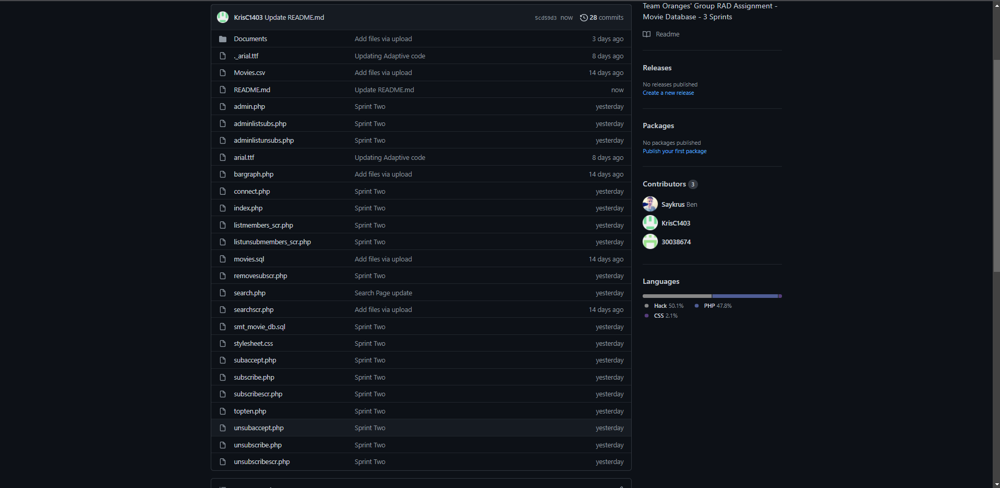 KrisC1403 Update README.md 5cd59d3 now 28 commits
Documents Add files via upload 3 days ago
._arial.ttf Updating Adaptive code 8 days ago
Movies.csv Add files via upload 14 days ago
README.md Update README.md now
admin.php Sprint Two yesterday
adminlistsubs.php Sprint Two yesterday
adminlistunsubs.php Sprint Two yesterday
arial.ttf Updating Adaptive code 8 days ago
bargraph.php Add files via upload 14 days ago
connect.php Sprint Two yesterday
index.php Sprint Two yesterday
listmembers_scr.php Sprint Two yesterday
listunsubmembers_scr.php Sprint Two yesterday
movies.sql Add files via upload 14 days ago
removesubscr.php Sprint Two yesterday
search.php Search Page update yesterday
searchscr.php Add files via upload 14 days ago
smt_movie_db.sql Sprint Two yesterday
stylesheet.css Sprint Two yesterday
subaccept.php Sprint Two yesterday
subscribe.php Sprint Two yesterday
subscribescr.php Sprint Two yesterday
topten.php Sprint Two yesterday
unsubaccept.php Sprint Two yesterday
unsubscribe.php Sprint Two yesterday
unsubscribescr.php Sprint Two yesterday
Team Oranges' Group RAD Assignment -
Movie Database - 3 Sprints
Readme
Releases
No releases published
Create a new release
Packages
No packages published
Publish your first package
Contributors 3
Saykrus Ben
KrisC1403
30038674
Languages
Hack 50.1% PHP 47.8%
CSS 2.1%